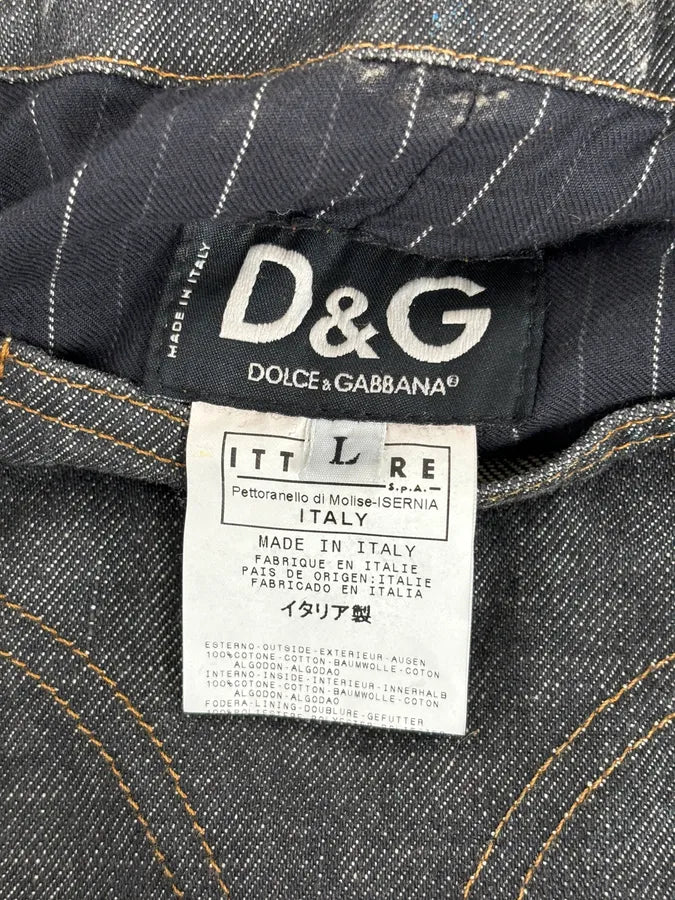 MADE IN ITALY
D&G
DOLCE & GABBANA
L
ITT RE
S.p.A.
Pettoranello di Molise-ISERNIA
ITALY
MADE IN ITALY
FABRIQUE EN ITALIE
PAIS DE ORIGEN:ITALIE
FABRICADO EN ITALIA
イタリア製
ESTERNO-OUTSIDE-EXTERIEUR-AUSEN
100%COTONE-COTTON-BAUMWOLLE-COTON
ALGODON-ALGODAO
INTERNO-INSIDE-INTERIEUR-INNERHALB
100%COTONE-COTTON-BAUMWOLLE-COTON
ALGODON-ALGODAO
FODERA-LINING-DOUBLURE-GEFUTTER